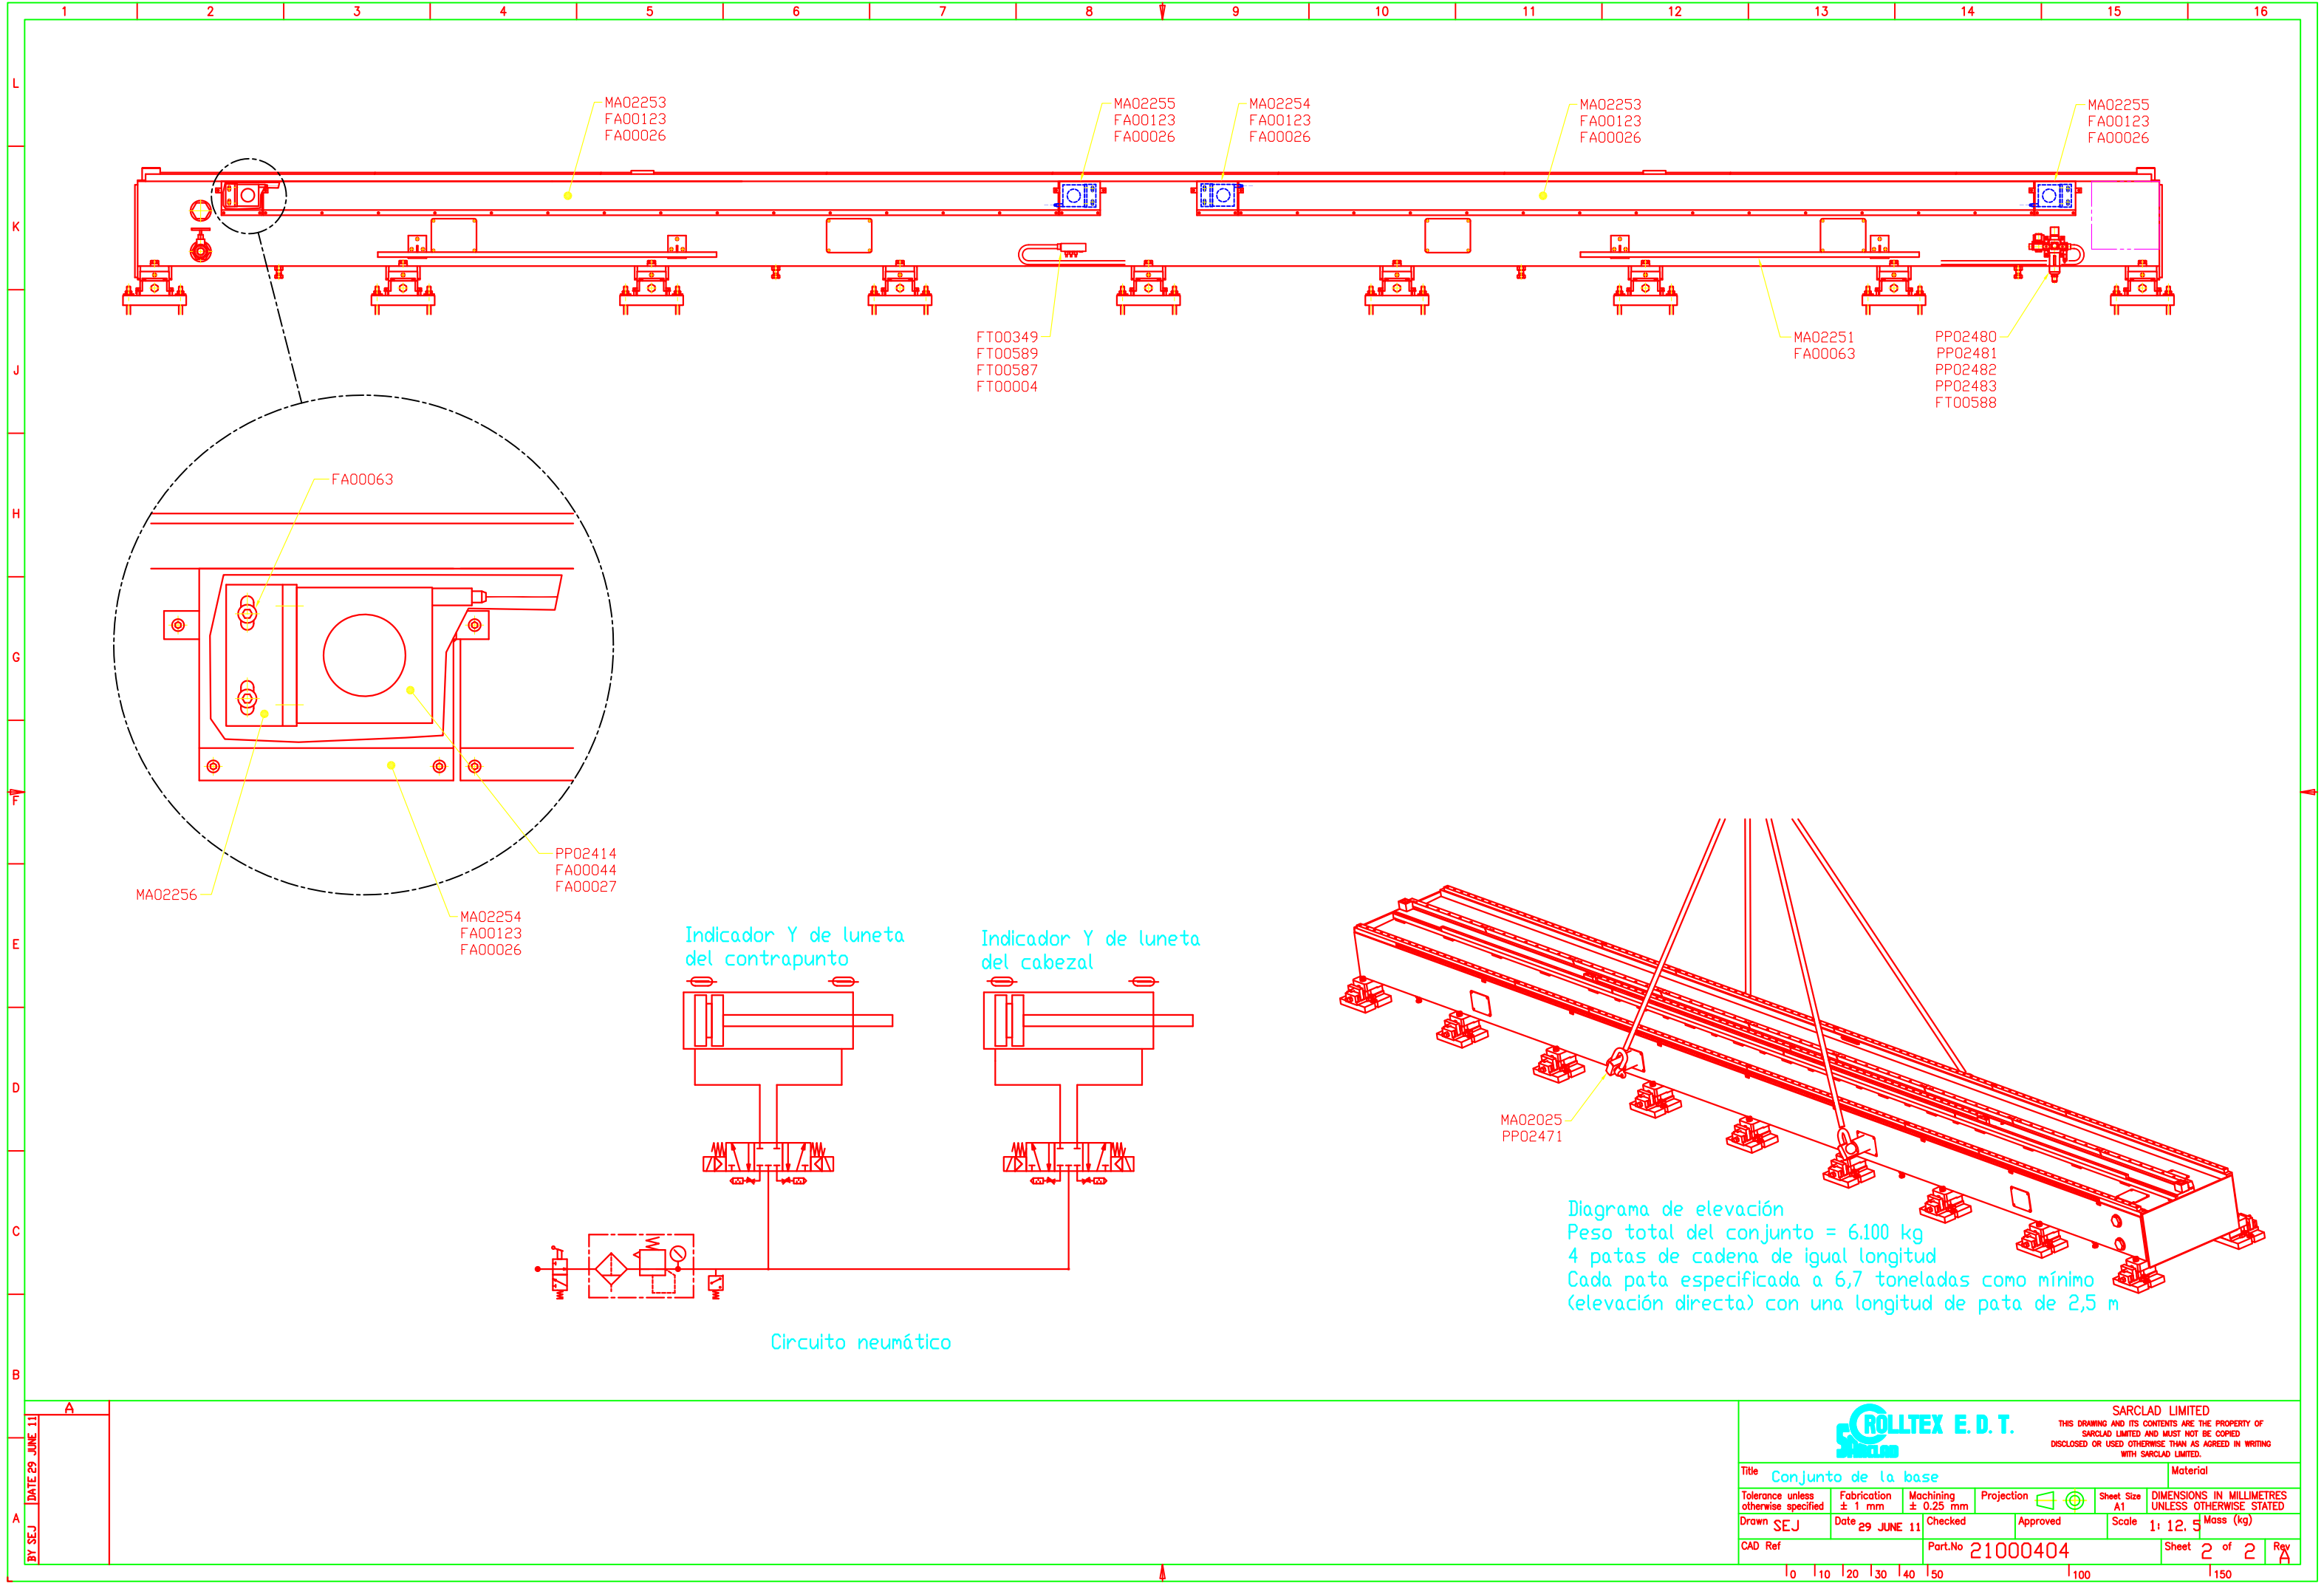 1 2 3 4 5 6 7 8 9 10 11 12 13 14 15 16
L
K
J
H
G
F
E
D
C
B
A
MA02253
FA00123
FA00026
MA02255
FA00123
FA00026
MA02254
FA00123
FA00026
MA02253
FA00123
FA00026
MA02255
FA00123
FA00026
FT00349
FT00589
FT00587
FT00004
MA02251
FA00063
PP02480
PP02481
PP02482
PP02483
FT00588
FA00063
PP02414
FA00044
FA00027
MA02256
MA02254
FA00123
FA00026
Indicador Y de luneta
del contrapunto
Indicador Y de luneta
del cabezal
Circuito neumático
MA02025
PP02471
Diagrama de elevación
Peso total del conjunto = 6.100 kg
4 patas de cadena de igual longitud
Cada pata especificada a 6,7 toneladas como mínimo
(elevación directa) con una longitud de pata de 2,5 m
A
BY SEJ DATE 29 JUNE 11
SARCLAD
ROLLTEX E. D. T.
SARCLAD LIMITED
THIS DRAWING AND ITS CONTENTS ARE THE PROPERTY OF
SARCLAD LIMITED AND MUST NOT BE COPIED
DISCLOSED OR USED OTHERWISE THAN AS AGREED IN WRITING
WITH SARCLAD LIMITED.
Title Conjunto de la base
Material
Tolerance unless
otherwise specified
Fabrication
± 1 mm
Machining
± 0.25 mm
Projection
Sheet Size
A1
DIMENSIONS IN MILLIMETRES
UNLESS OTHERWISE STATED
Drawn SEJ
Date 29 JUNE 11
Checked
Approved
Scale 1: 12. 5
Mass (kg)
CAD Ref
Part.No 21000404
Sheet 2 of 2
Rev A
0 10 20 30 40 50 100 150